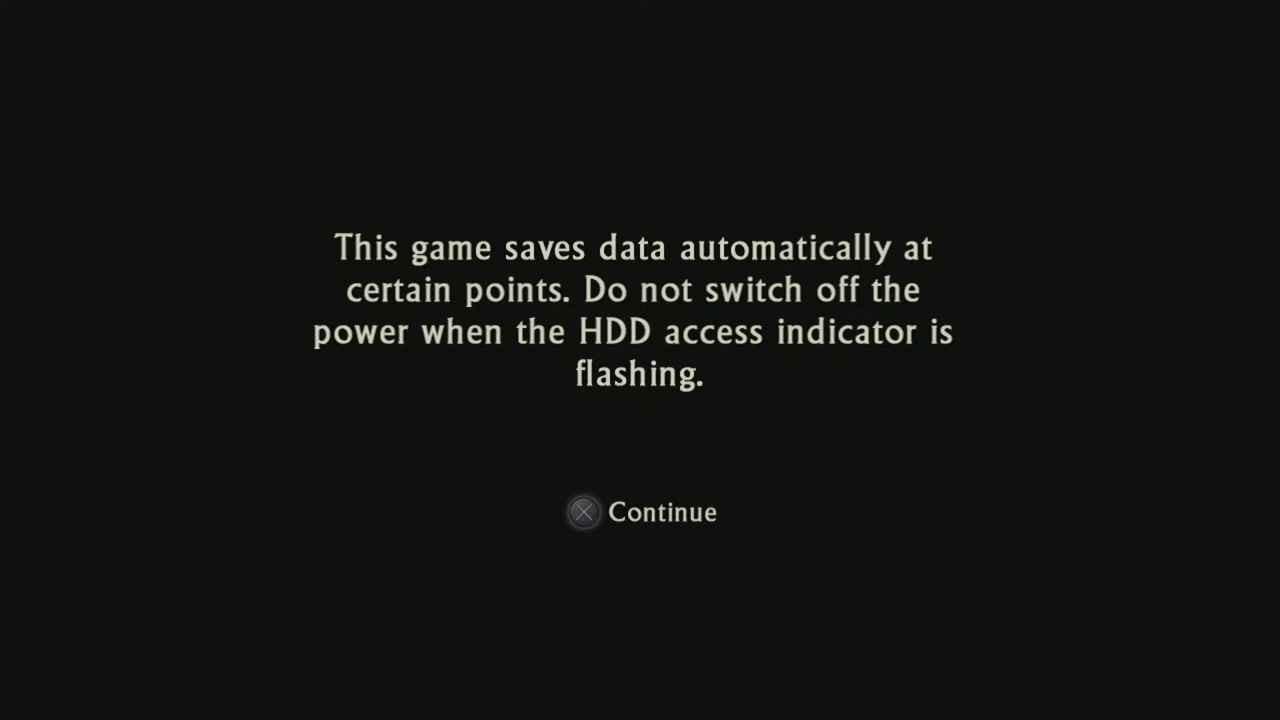 This game saves data automatically at
certain points. Do not switch off the
power when the HDD access indicator is
flashing.
Continue